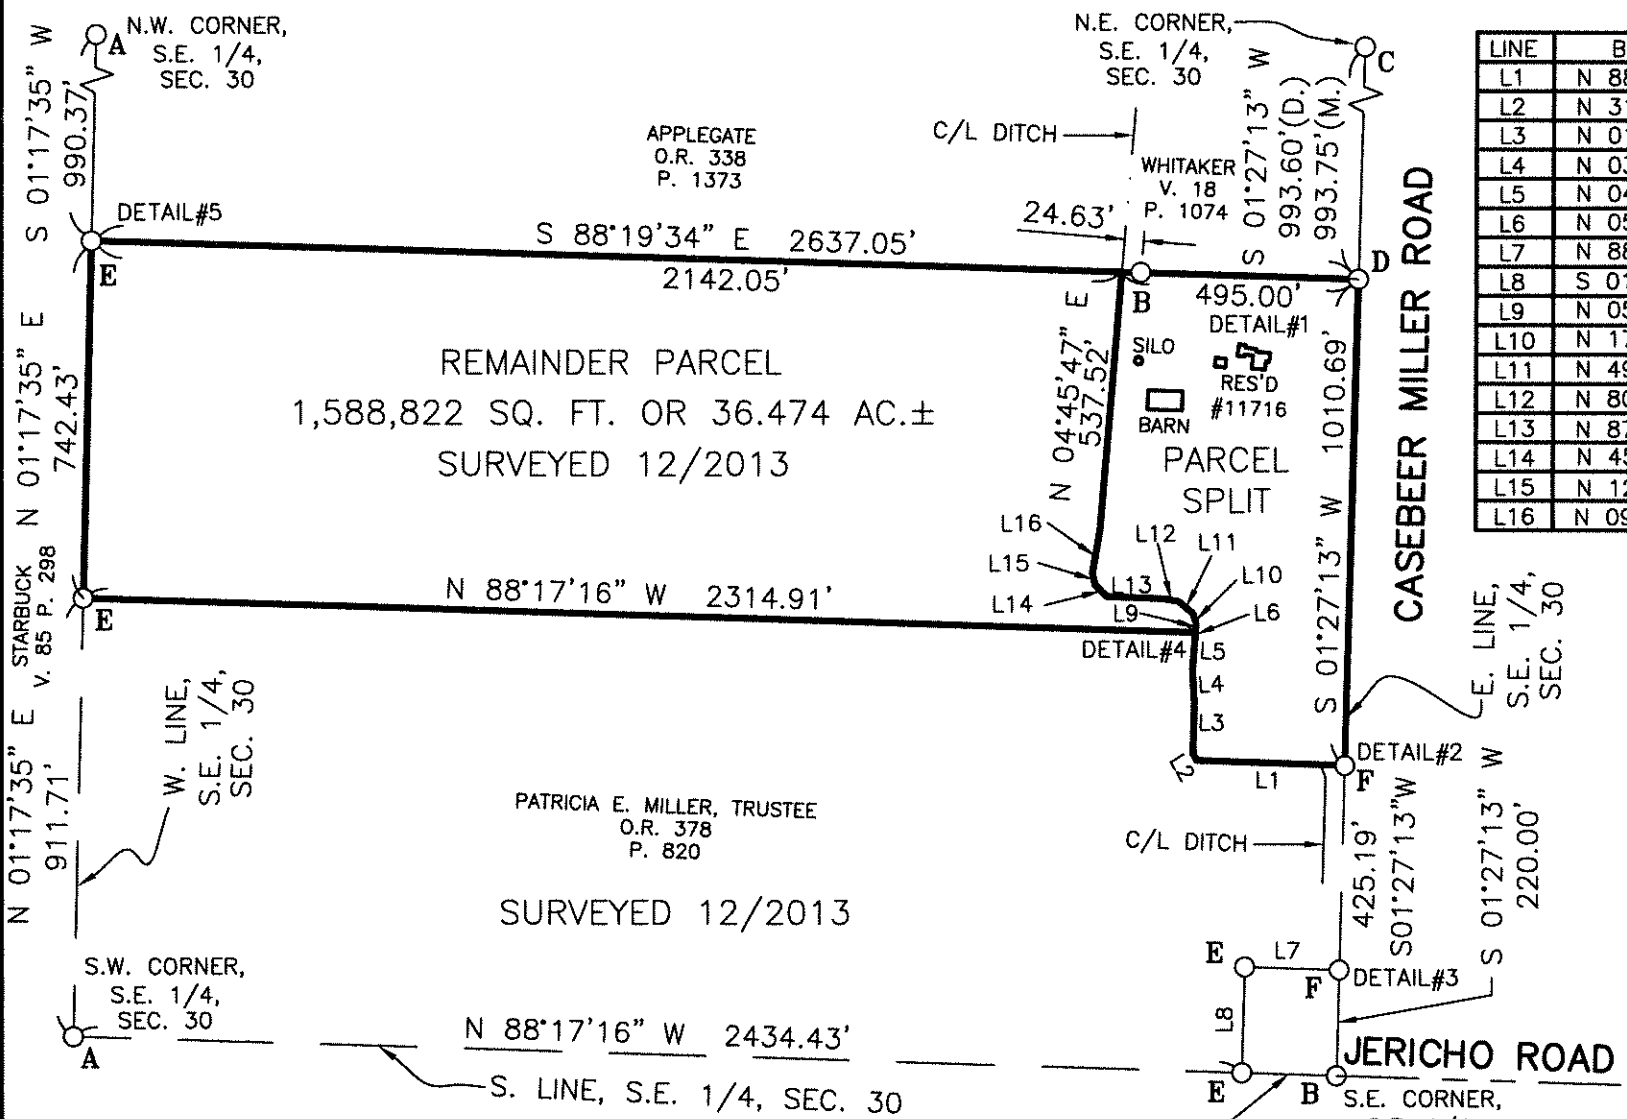 S 01°17'35" W
990.37'
A
N.W. CORNER,
S.E. 1/4,
SEC. 30
N.E. CORNER,
S.E. 1/4,
SEC. 30
C
C/L DITCH
APPLEGATE
O.R. 338
P. 1373
WHITAKER
V. 18
P. 1074
S 01°27'13" W
993.60'(D.)
993.75'(M.)
LINE
L1 N 88
L2
L3
L4
L5
L6
L7 N 88
L8
L9
L10
L11
L12
L13
L14
L15
L16
DETAIL#5
E
S 88°19'34" E 2637.05'
2142.05'
24.63'
B
495.00'
D
DETAIL#1
CASEBEER MILLER ROAD
N 01°17'35" E
742.43'
REMAINDER PARCEL
1,588,822 SQ. FT. OR 36.474 AC.±
SURVEYED 12/2013
N 04°45'47" E
537.52'
SILO
RES'D
#11716
BARN
PARCEL
SPLIT
S 01°27'13" W 1010.69'
L16
L15
L14
L13
L12
L11
L10
L9
L6
N 88°17'16" W 2314.91'
E
DETAIL#4
L5
L4
L3
L2
L1
DETAIL#2
F
E. LINE,
S.E. 1/4,
SEC. 30
STARBUCK
V. 85 P. 298
N 01°17'35" E
911.71'
W. LINE,
S.E. 1/4,
SEC. 30
PATRICIA E. MILLER, TRUSTEE
O.R. 378
P. 820
SURVEYED 12/2013
C/L DITCH
425.19'
S01°27'13"W
S 01°27'13" W
220.00'
S.W. CORNER,
S.E. 1/4,
SEC. 30
A
N 88°17'16" W 2434.43'
S. LINE, S.E. 1/4, SEC. 30
E
L7
F
DETAIL#3
L8
E
B
JERICHO ROAD
S.E. CORNER,